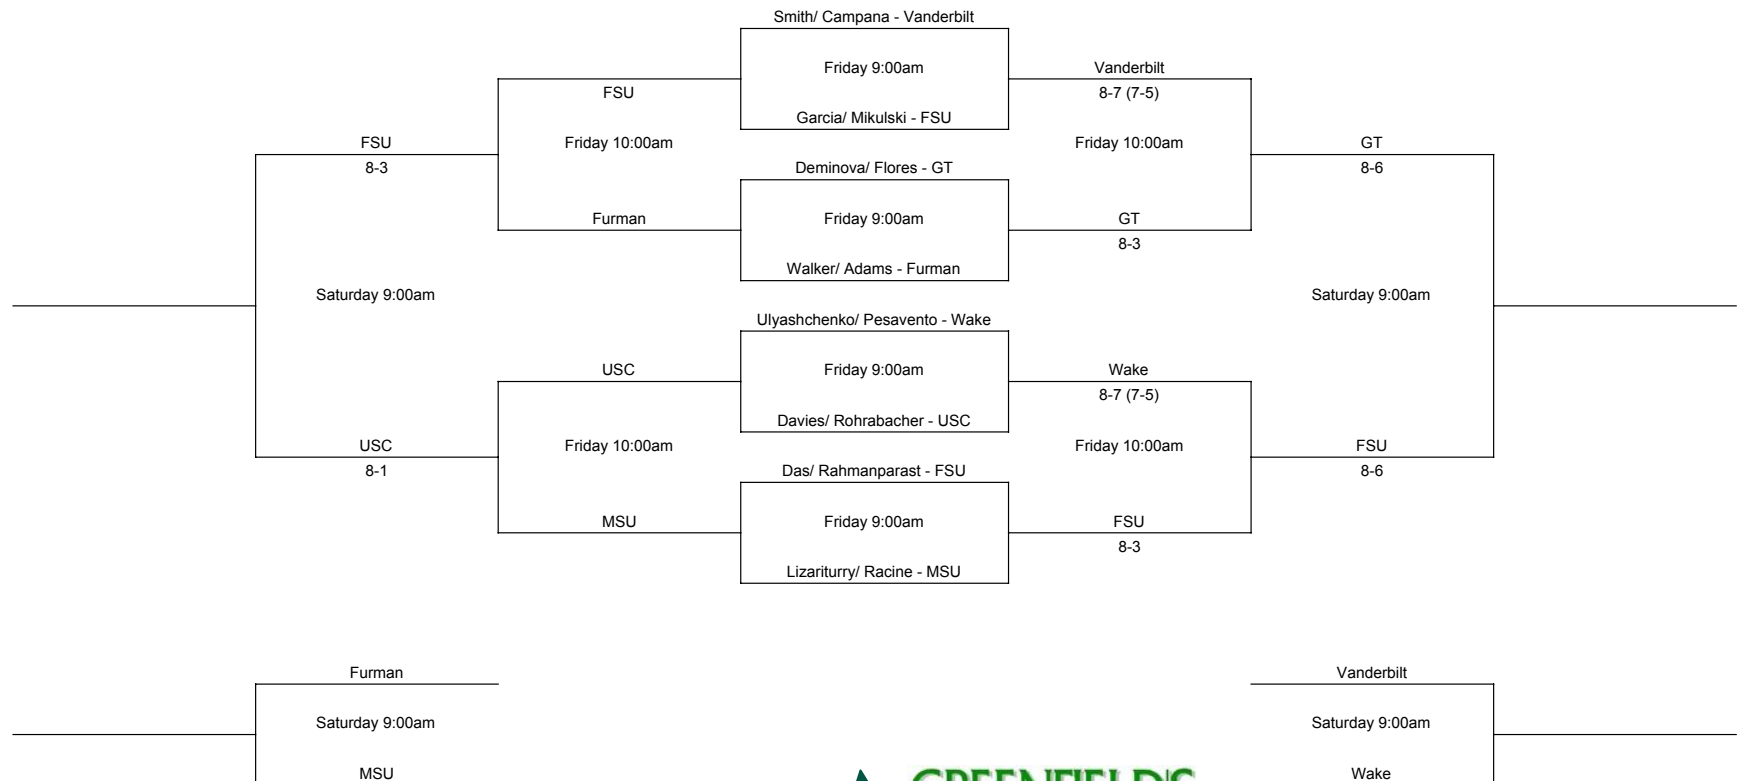 Smith/ Campana - Vanderbilt
Friday 9:00am
Vanderbilt
FSU
8-7 (7-5)
Garcia/ Mikulski - FSU
FSU
Friday 10:00am
Friday 10:00am
GT
8-3
Deminova/ Flores - GT
8-6
Furman
Friday 9:00am
GT
8-3
Walker/ Adams - Furman
Saturday 9:00am
Saturday 9:00am
Ulyashchenko/ Pesavento - Wake
USC
Friday 9:00am
Wake
8-7 (7-5)
Davies/ Rohrabacher - USC
USC
Friday 10:00am
Friday 10:00am
FSU
8-1
Das/ Rahmanparast - FSU
8-6
MSU
Friday 9:00am
FSU
8-3
Lizariturry/ Racine - MSU
Furman
Vanderbilt
Saturday 9:00am
Saturday 9:00am
MSU
GREENFIELD'S
Wake